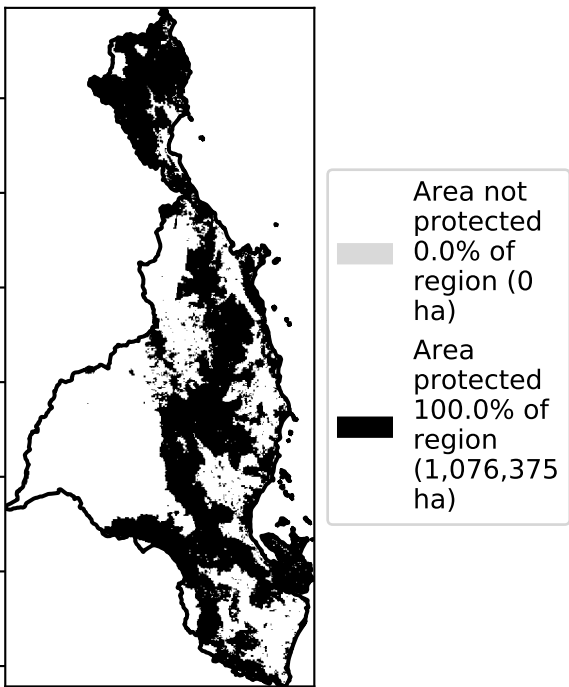 Area not
protected
0.0% of
region (0
ha)
Area
protected
100.0% of
region
(1,076,375
ha)